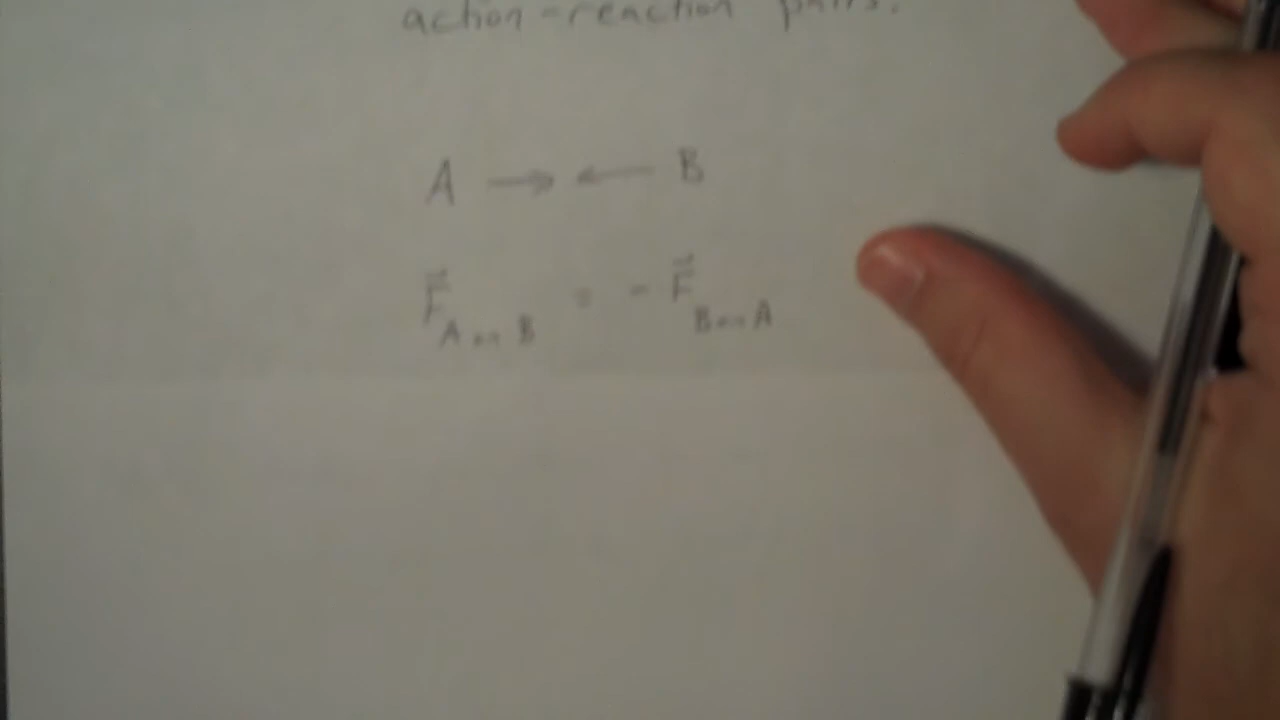 action-reaction pairs.
A → ← B
F⃗ A on B = - F⃗ B on A